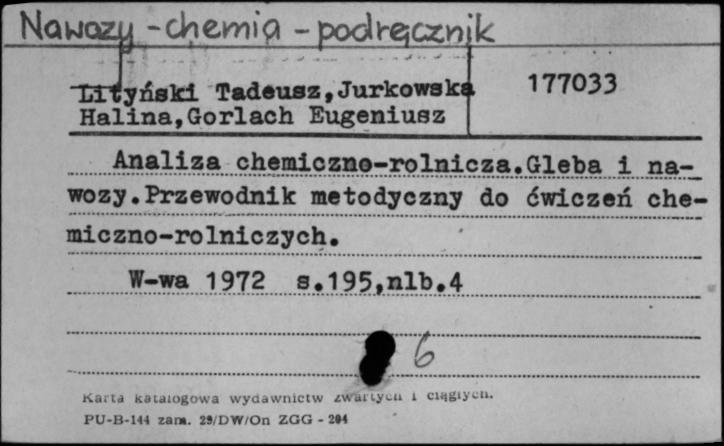 Nawozy - chemia - podręcznik
Lityński Tadeusz, Jurkowska
177033
Halina, Gorlach Eugeniusz
Analiza chemiczno-rolnicza. Gleba i na-
wozy. Przewodnik metodyczny do ćwiczeń che-
miczno-rolniczych.
W-wa 1972 s.195, nlb.4
6
Karta katalogowa wydawnictw zwartych i ciągłych.
PU-B-144 zam. 29/DW/On ZGG - 204